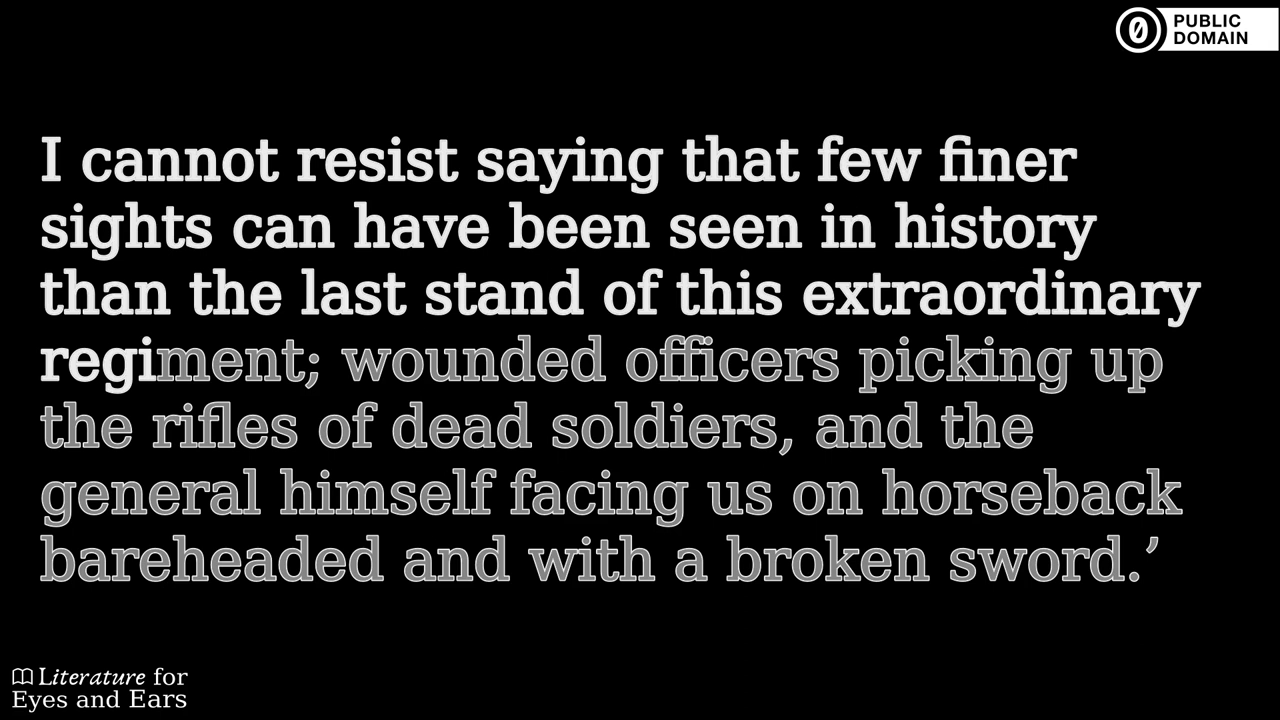 PUBLIC
DOMAIN
I cannot resist saying that few finer
sights can have been seen in history
than the last stand of this extraordinary
regiment; wounded officers picking up
the rifles of dead soldiers, and the
general himself facing us on horseback
bareheaded and with a broken sword.’
Literature for
Eyes and Ears